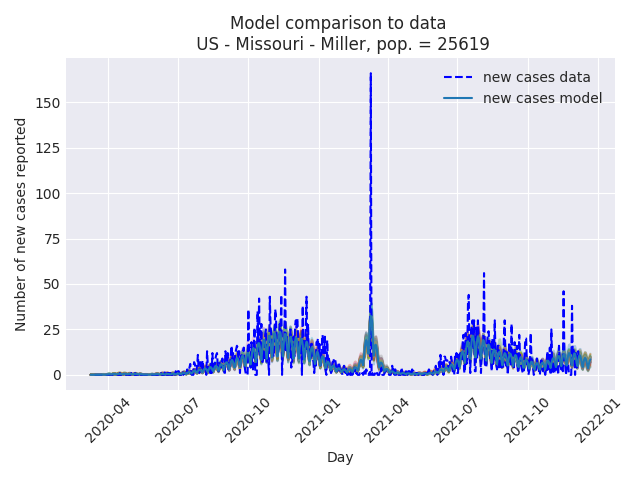 Model comparison to data
US - Missouri - Miller, pop. = 25619
new cases data
new cases model
Number of new cases reported
150
125
100
75
50
25
0
2020-04
2020-07
2020-10
2021-01
2021-04
2021-07
2021-10
2022-01
Day